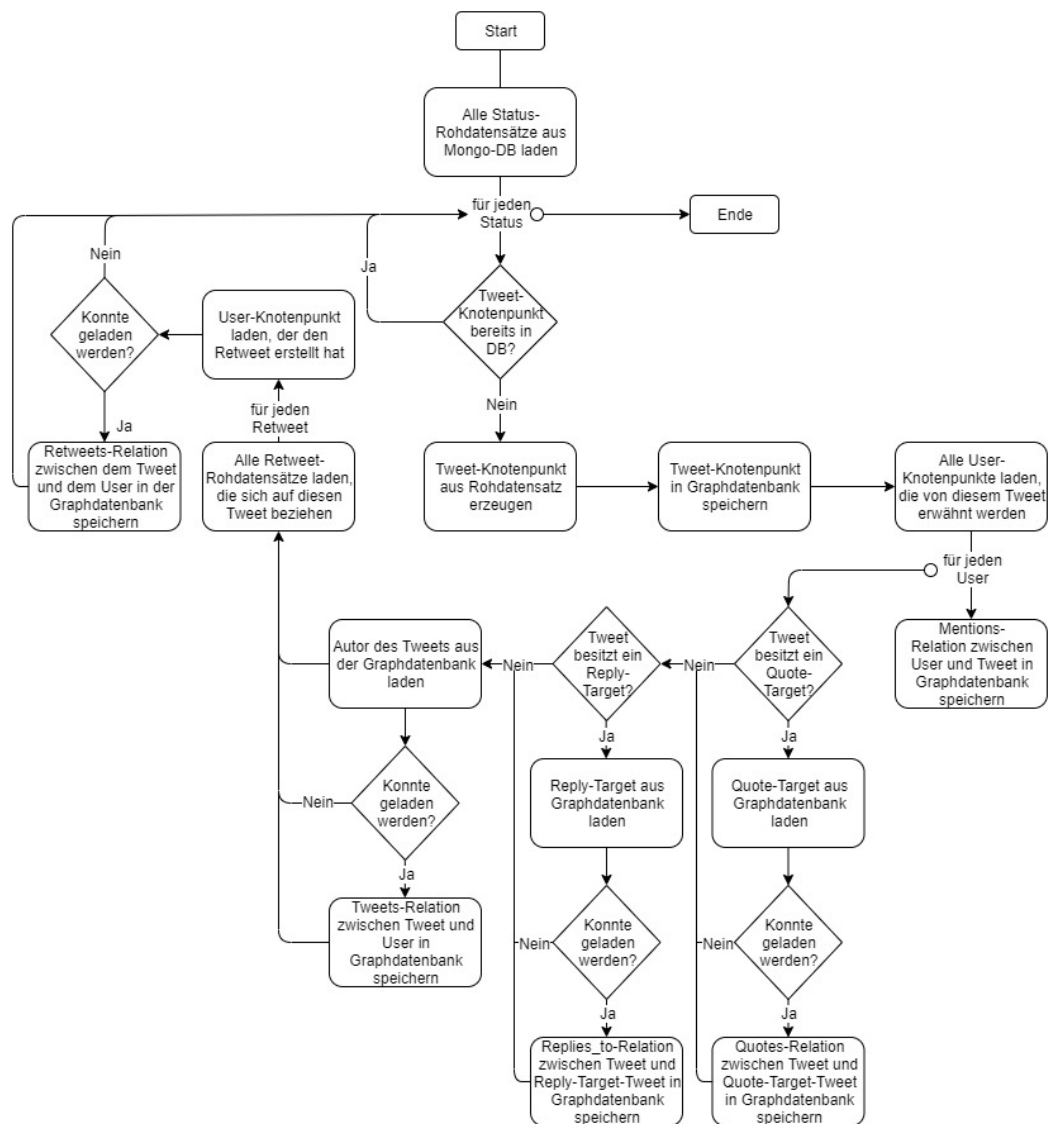 Start
Alle Status-
Rohdatensätze aus
Mongo-DB laden
für jeden
Status
Ende
Nein
Ja
Konnte
geladen
werden?
User-Knotenpunkt
laden, der den
Retweet erstellt hat
Tweet-
Knotenpunkt
bereits in
DB?
Ja
für jeden
Retweet
Nein
Retweets-Relation
zwischen dem Tweet
und dem User in der
Graphdatenbank
speichern
Alle Retweet-
Rohdatensätze laden,
die sich auf diesen
Tweet beziehen
Tweet-Knotenpunkt
aus Rohdatensatz
erzeugen
Tweet-Knotenpunkt
in Graphdatenbank
speichern
Alle User-
Knotenpunkte laden,
die von diesem Tweet
erwähnt werden
für jeden
User
Autor des Tweets aus
der Graphdatenbank
laden
Nein
Tweet
besitzt ein
Reply-
Target?
Nein
Tweet
besitzt ein
Quote-
Target?
Mentions-
Relation zwischen
User und Tweet in
Graphdatenbank
speichern
Ja
Ja
Nein
Konnte
geladen
werden?
Reply-Target aus
Graphdatenbank
laden
Quote-Target aus
Graphdatenbank
laden
Ja
Tweets-Relation
zwischen Tweet und
User in
Graphdatenbank
speichern
Nein
Konnte
geladen
werden?
Nein
Konnte
geladen
werden?
Ja
Ja
Replies_to-Relation
zwischen Tweet und
Reply-Target-Tweet in
Graphdatenbank
speichern
Quotes-Relation
zwischen Tweet und
Quote-Target-Tweet
in Graphdatenbank
speichern